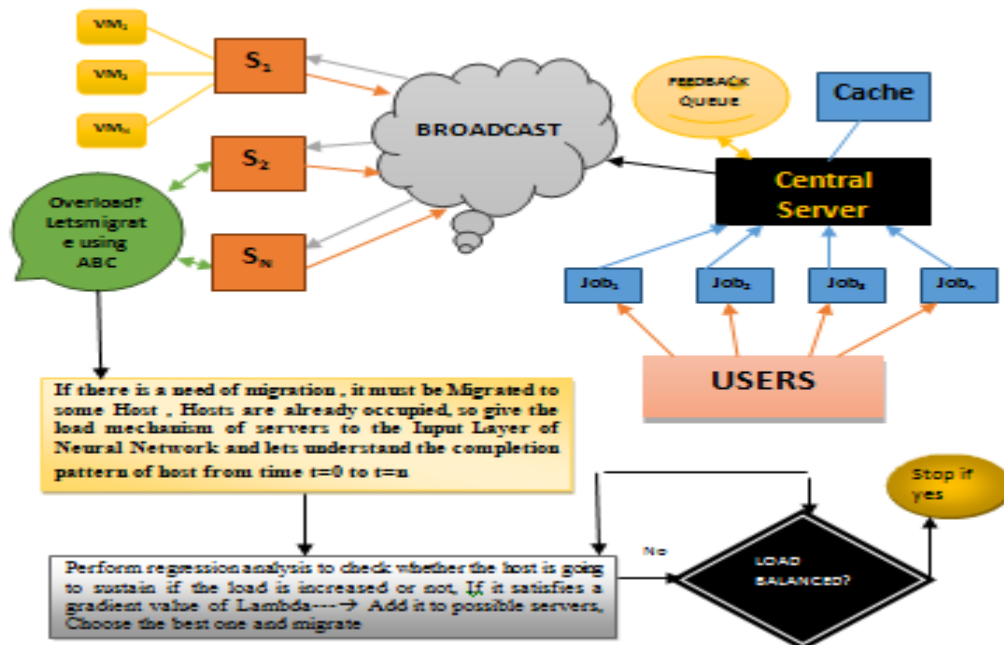 VM₁
VM₂
VMₙ
S₁
S₂
Sₙ
BROADCAST
FEEDBACK
QUEUE
Cache
Central
Server
Job₁
Job₂
Job₃
Jobₙ
USERS
Overload?
Letsmigrat
e using
ABC
If there is a need of migration , it must be Migrated to
some Host , Hosts are already occupied, so give the
load mechanism of servers to the Input Layer of
Neural Network and lets understand the completion
pattern of host from time t=0 to t=n
Perform regression analysis to check whether the host is going
to sustain if the load is increased or not, If it satisfies a
gradient value of Lambda---→ Add it to possible servers,
Choose the best one and migrate
No
LOAD
BALANCED?
Stop if
yes